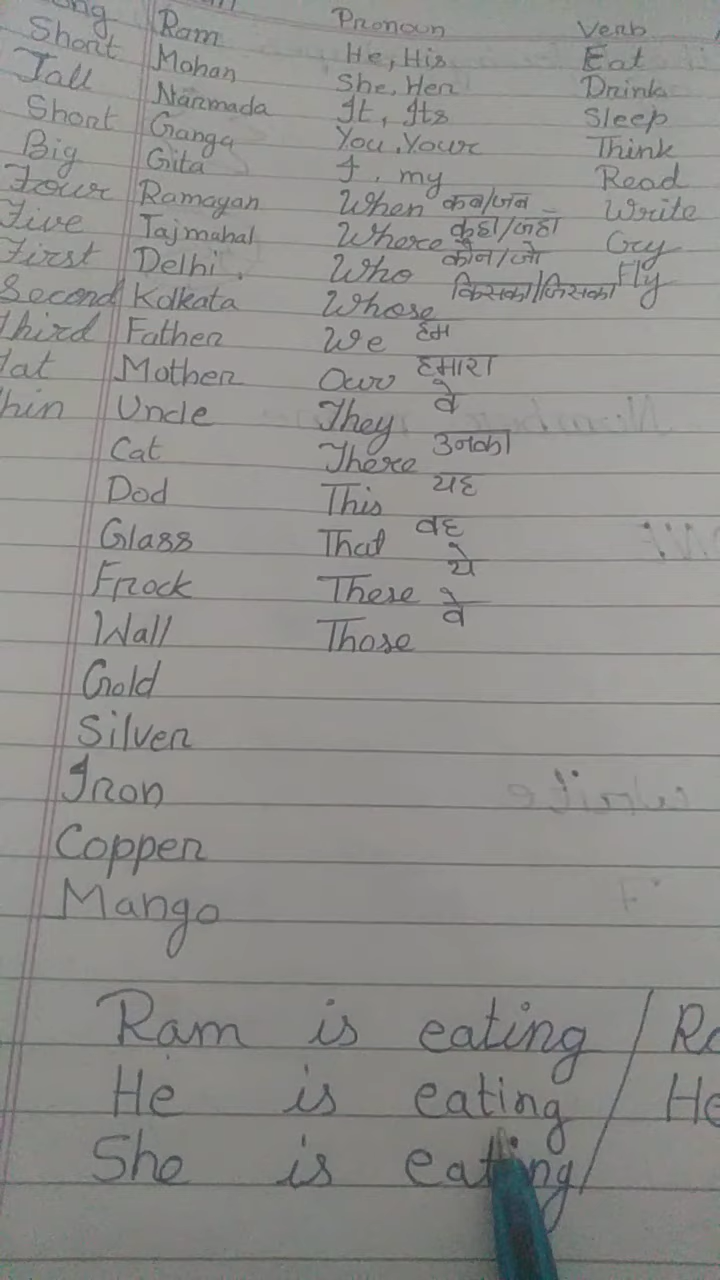 Pronoun Verb
Short Ram He, His Eat
Tall Mohan She, Her Drink
Short Narmada It, Its Sleep
Big Ganga You, Your Think
Four Gita I, my Read
Five Ramayan When कब/जब Write
First Tajmahal Where कहाँ/जहाँ Cry
Second Delhi. Who कौन/जो Fly
Third Kolkata Whose किसका/जिसका
Father We हम
Mother Our हमारा
Uncle They वे
Cat There उनका
Dod This यह
Glass That वह
Frock These ये
Wall Those वे
Gold
Silver
Iron
Copper
Mango
Ram is eating /
He is eating / He
She is eating /